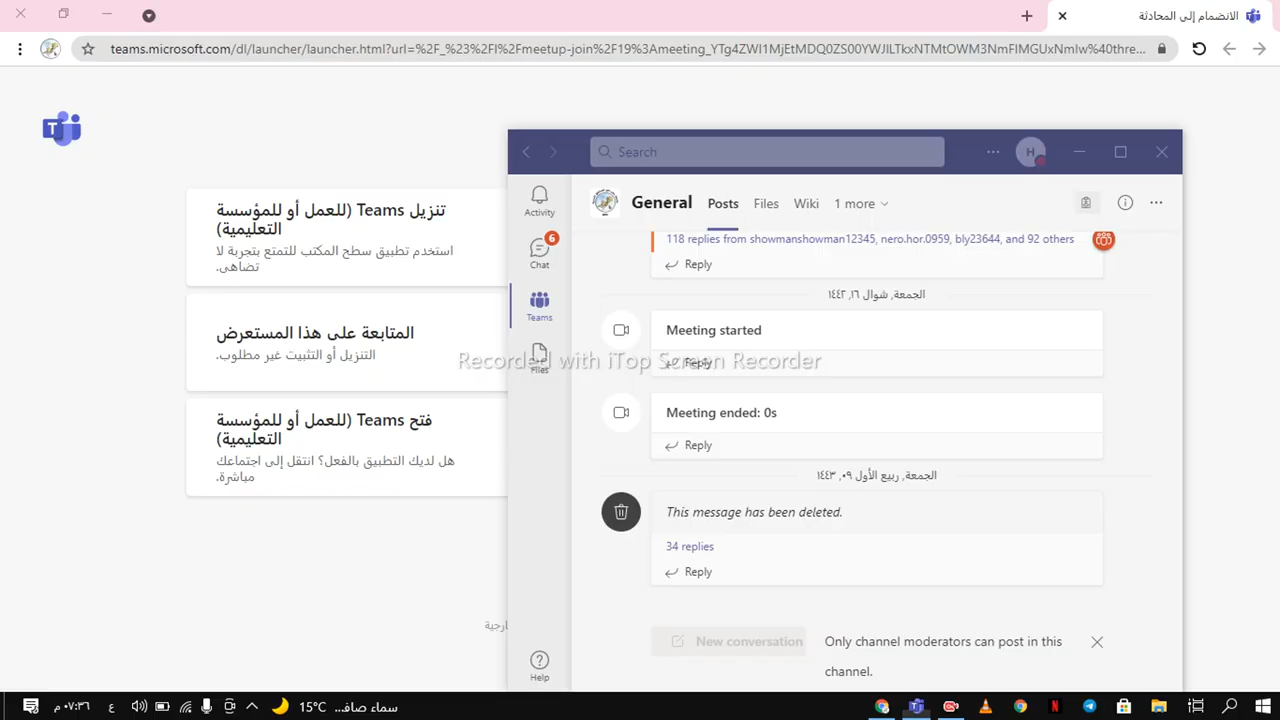 الانضمام إلى المحادثة
teams.microsoft.com/dl/launcher/launcher.html?url=%2F_%23%2Fl%2Fmeetup-join%2F19%3Ameeting_YTg4ZWI1MjEtMDQ0ZS00YWJlLTkxNTMtOWM3NmFlMGUxNmIw%40thre...
T
تنزيل Teams (للعمل أو للمؤسسة
التعليمية)
استخدم تطبيق سطح المكتب للتمتع بتجربة لا
تضاهى.
المتابعة على هذا المستعرض
التنزيل أو التثبيت غير مطلوب.
فتح Teams (للعمل أو للمؤسسة
التعليمية)
هل لديك التطبيق بالفعل؟ انتقل إلى اجتماعك
مباشرة.
Search
H
Activity
6
Chat
Teams
Files
Help
General Posts Files Wiki 1 more
118 replies from showmanshowman12345, nero.hor.0959, bly23644, and 92 others
Reply
الجمعة, شوال ١٦, ١٤٤٢
Meeting started
Reply
Recorded with iTop Screen Recorder
Meeting ended: 0s
Reply
الجمعة, ربيع الأول ٠٩, ١٤٤٣
This message has been deleted.
34 replies
Reply
New conversation
Only channel moderators can post in this
channel.
٠٧:٣٦ م
ع
15°C
سماء صافـ...